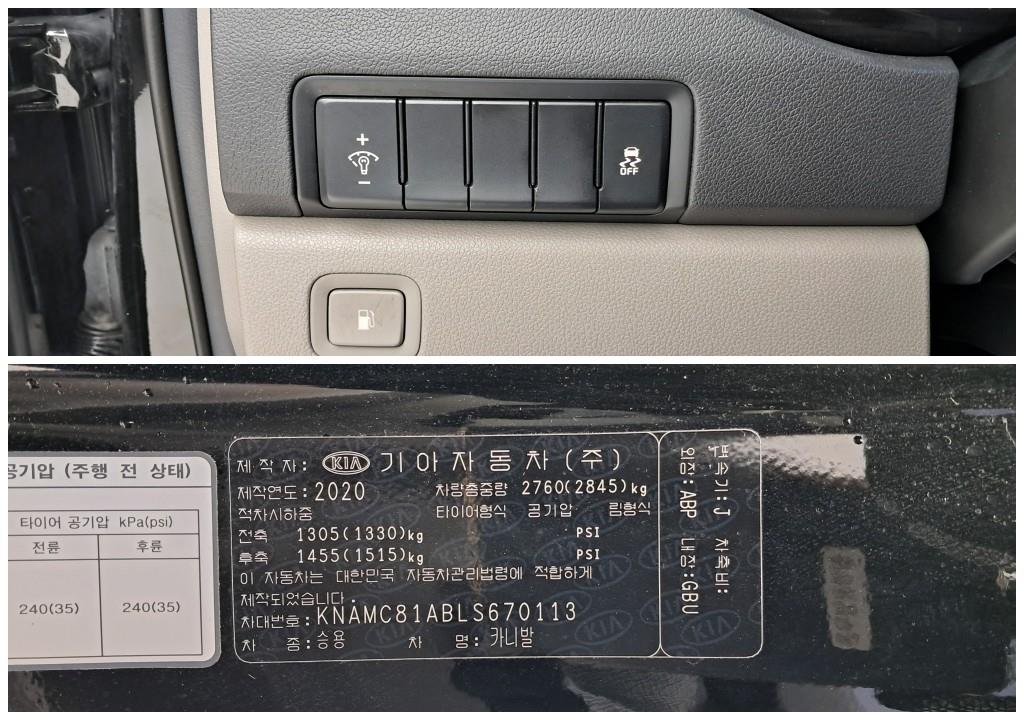 +
-
OFF
공기압 (주행 전 상태)
타이어 공기압 kPa(psi)
전륜 후륜
240(35) 240(35)
제 작 자: KIA 기아자동차(주)
제작연도:2020 차량총중량 2760(2845)kg
적차시하중 타이어형식 공기압 림형식
전축 1305(1330)kg PSI
후축 1455(1515)kg PSI
이 자동차는 대한민국 자동차관리법령에 적합하게
제작되었습니다.
차대번호:KNAMC81ABLS670113
차 종:승용 차 명:카니발
변속기:J 차축비:
외장:ABP 내장:GBU